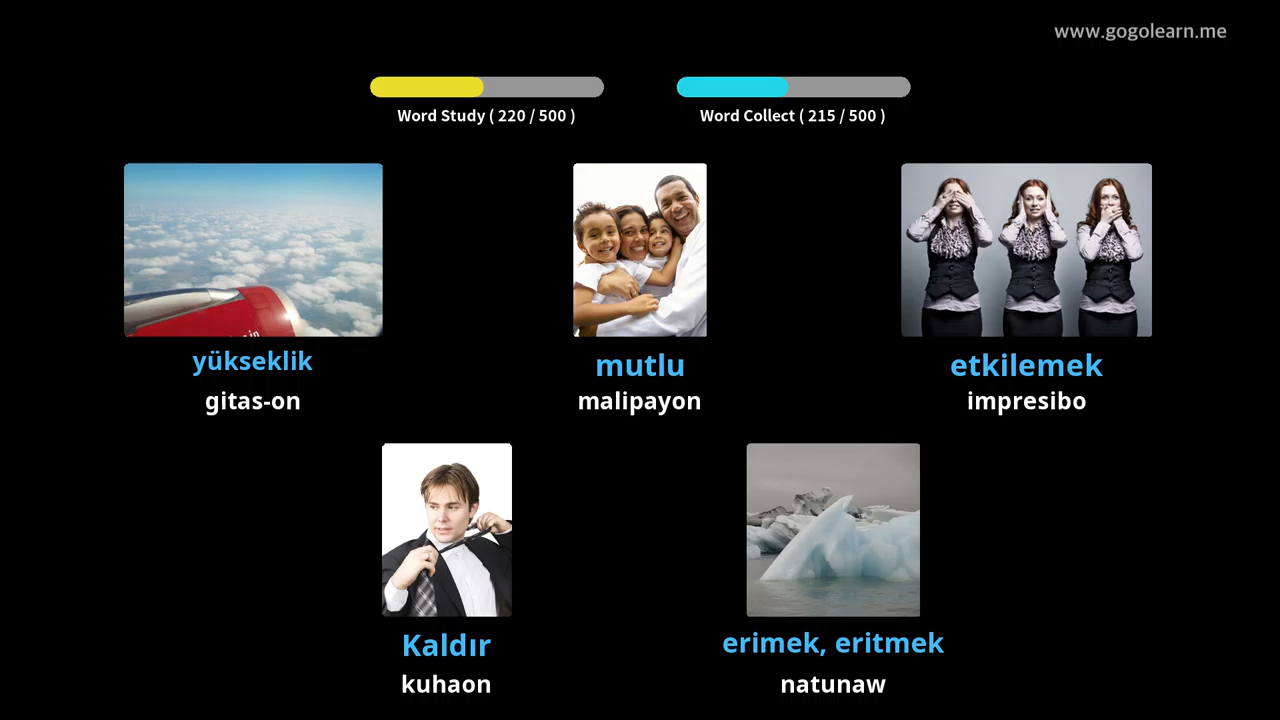 www.gogolearn.me
Word Study ( 220 / 500 )
Word Collect ( 215 / 500 )
yükseklik
gitas-on
mutlu
malipayon
etkilemek
impresibo
Kaldır
kuhaon
erimek, eritmek
natunaw